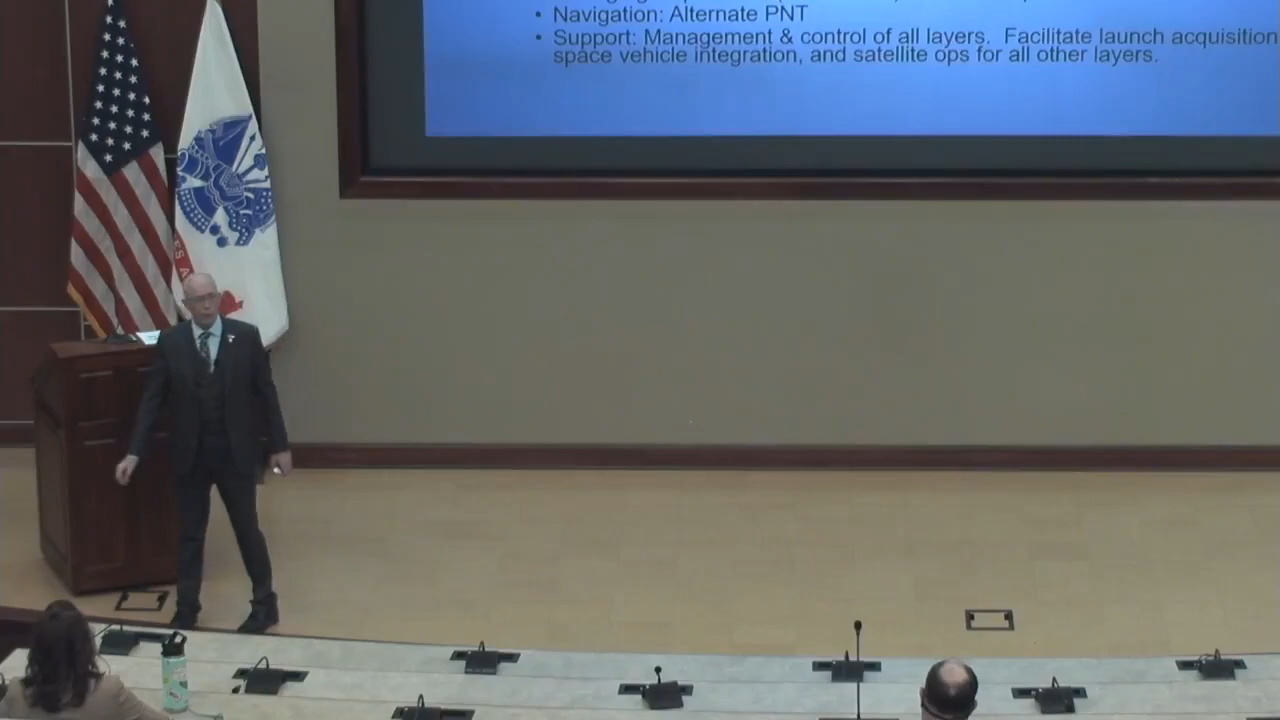 • Navigation: Alternate PNT
• Support: Management & control of all layers. Facilitate launch acquisition
space vehicle integration, and satellite ops for all other layers.
ES A